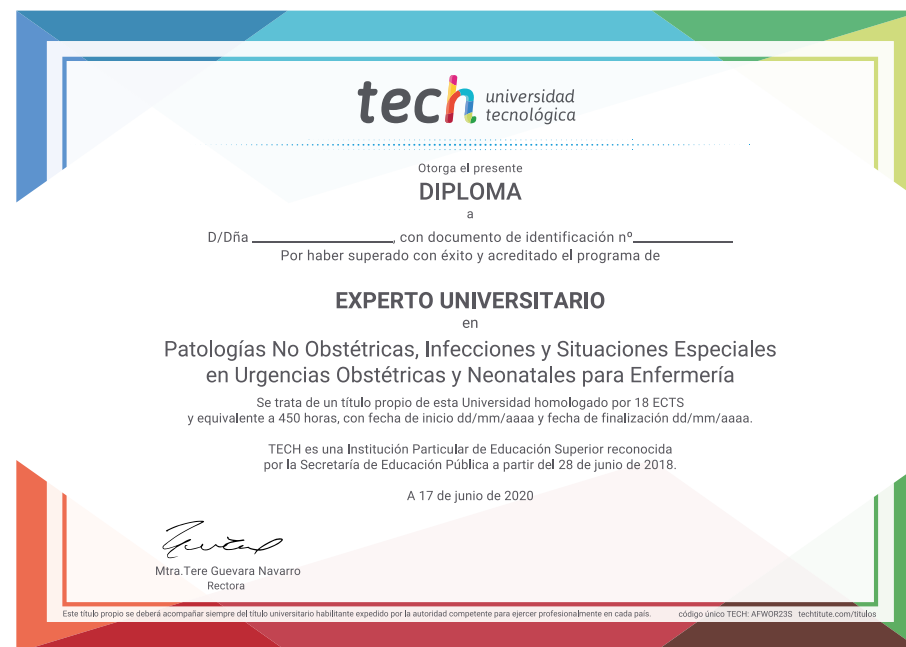 tech universidad
tecnológica
Otorga el presente
DIPLOMA
a
D/Dña ____________________, con documento de identificación nº______________
Por haber superado con éxito y acreditado el programa de
EXPERTO UNIVERSITARIO
en
Patologías No Obstétricas, Infecciones y Situaciones Especiales
en Urgencias Obstétricas y Neonatales para Enfermería
Se trata de un título propio de esta Universidad homologado por 18 ECTS
y equivalente a 450 horas, con fecha de inicio dd/mm/aaaa y fecha de finalización dd/mm/aaaa.
TECH es una Institución Particular de Educación Superior reconocida
por la Secretaría de Educación Pública a partir del 28 de junio de 2018.
A 17 de junio de 2020
Mtra.Tere Guevara Navarro
Rectora
Este título propio se deberá acompañar siempre del título universitario habilitante expedido por la autoridad competente para ejercer profesionalmente en cada país. código único TECH: AFWOR23S techtitute.com/titulos